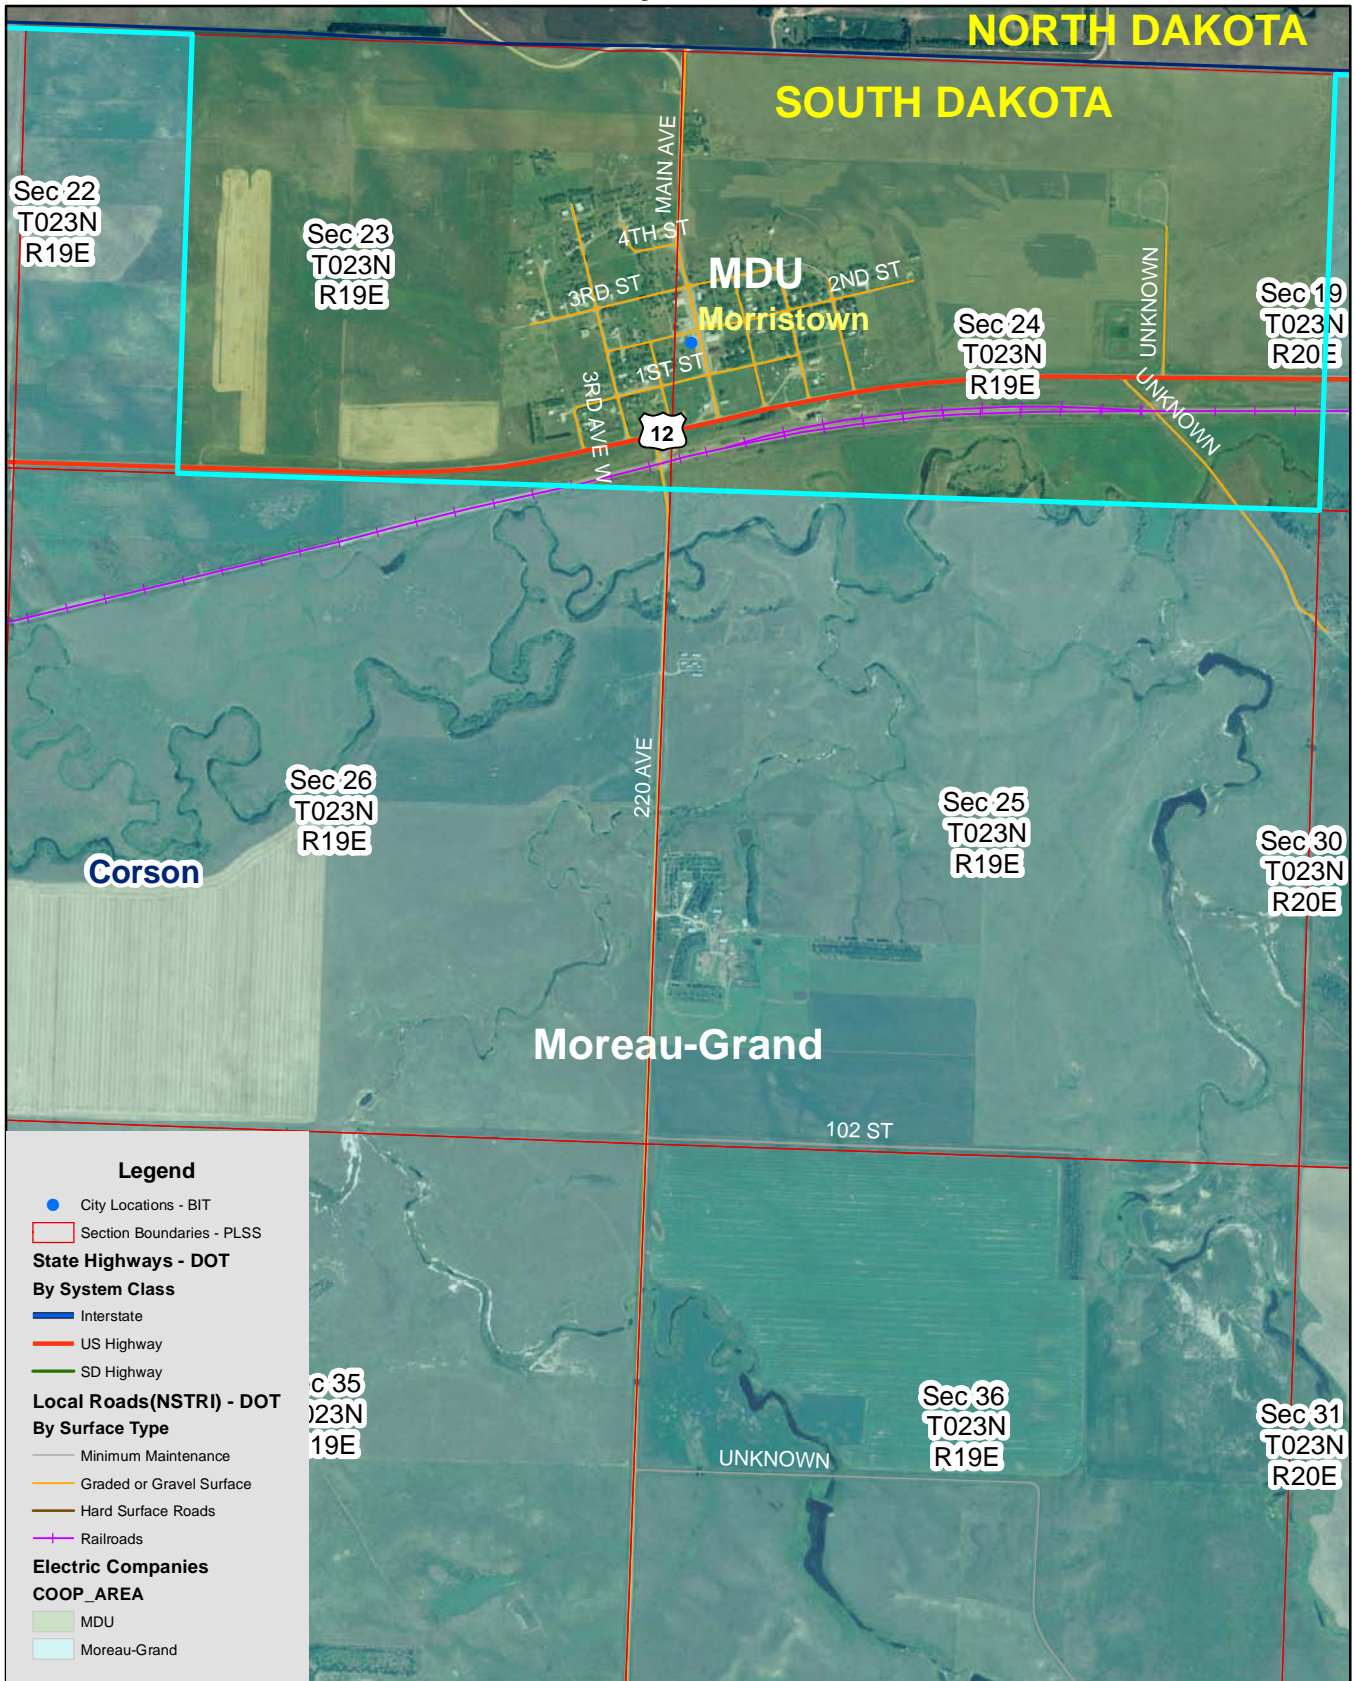 NORTH DAKOTA
SOUTH DAKOTA
MAIN AVE
Sec 22
T023N
R19E
Sec 23
T023N
R19E
4TH ST
3RD ST
MDU
2ND ST
Morristown
UNKNOWN
Sec 24
T023N
R19E
Sec 19
T023N
R20E
1ST ST
3RD AVE W
12
UNKNOWN
220 AVE
Sec 26
T023N
R19E
Sec 25
T023N
R19E
Sec 30
T023N
R20E
Corson
Moreau-Grand
102 ST
Legend
City Locations - BIT
Section Boundaries - PLSS
State Highways - DOT
By System Class
Interstate
US Highway
SD Highway
Local Roads(NSTRI) - DOT
By Surface Type
Minimum Maintenance
Graded or Gravel Surface
Hard Surface Roads
Railroads
Electric Companies
COOP_AREA
MDU
Moreau-Grand
c 35
023N
19E
Sec 36
T023N
R19E
UNKNOWN
Sec 31
T023N
R20E